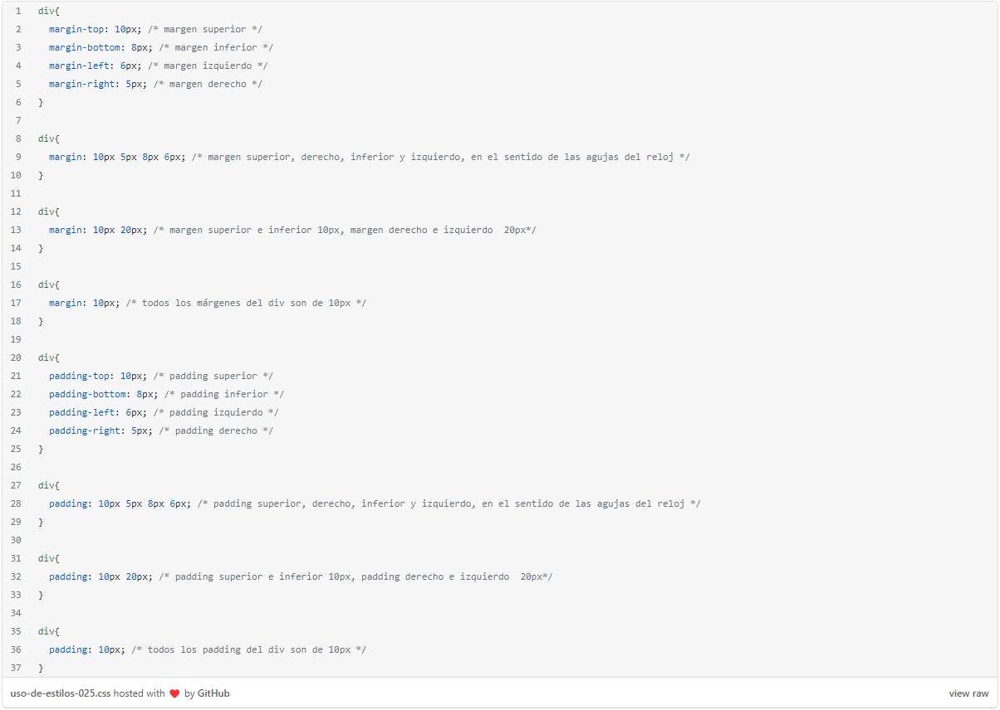 1 div{
2 margin-top: 10px; /* margen superior */
3 margin-bottom: 8px; /* margen inferior */
4 margin-left: 6px; /* margen izquierdo */
5 margin-right: 5px; /* margen derecho */
6 }
7
8 div{
9 margin: 10px 5px 8px 6px; /* margen superior, derecho, inferior y izquierdo, en el sentido de las agujas del reloj */
10 }
11
12 div{
13 margin: 10px 20px; /* margen superior e inferior 10px, margen derecho e izquierdo  20px*/
14 }
15
16 div{
17 margin: 10px; /* todos los márgenes del div son de 10px */
18 }
19
20 div{
21 padding-top: 10px; /* padding superior */
22 padding-bottom: 8px; /* padding inferior */
23 padding-left: 6px; /* padding izquierdo */
24 padding-right: 5px; /* padding derecho */
25 }
26
27 div{
28 padding: 10px 5px 8px 6px; /* padding superior, derecho, inferior y izquierdo, en el sentido de las agujas del reloj */
29 }
30
31 div{
32 padding: 10px 20px; /* padding superior e inferior 10px, padding derecho e izquierdo  20px*/
33 }
34
35 div{
36 padding: 10px; /* todos los padding del div son de 10px */
37 }
uso-de-estilos-025.css hosted with ❤ by GitHub view raw